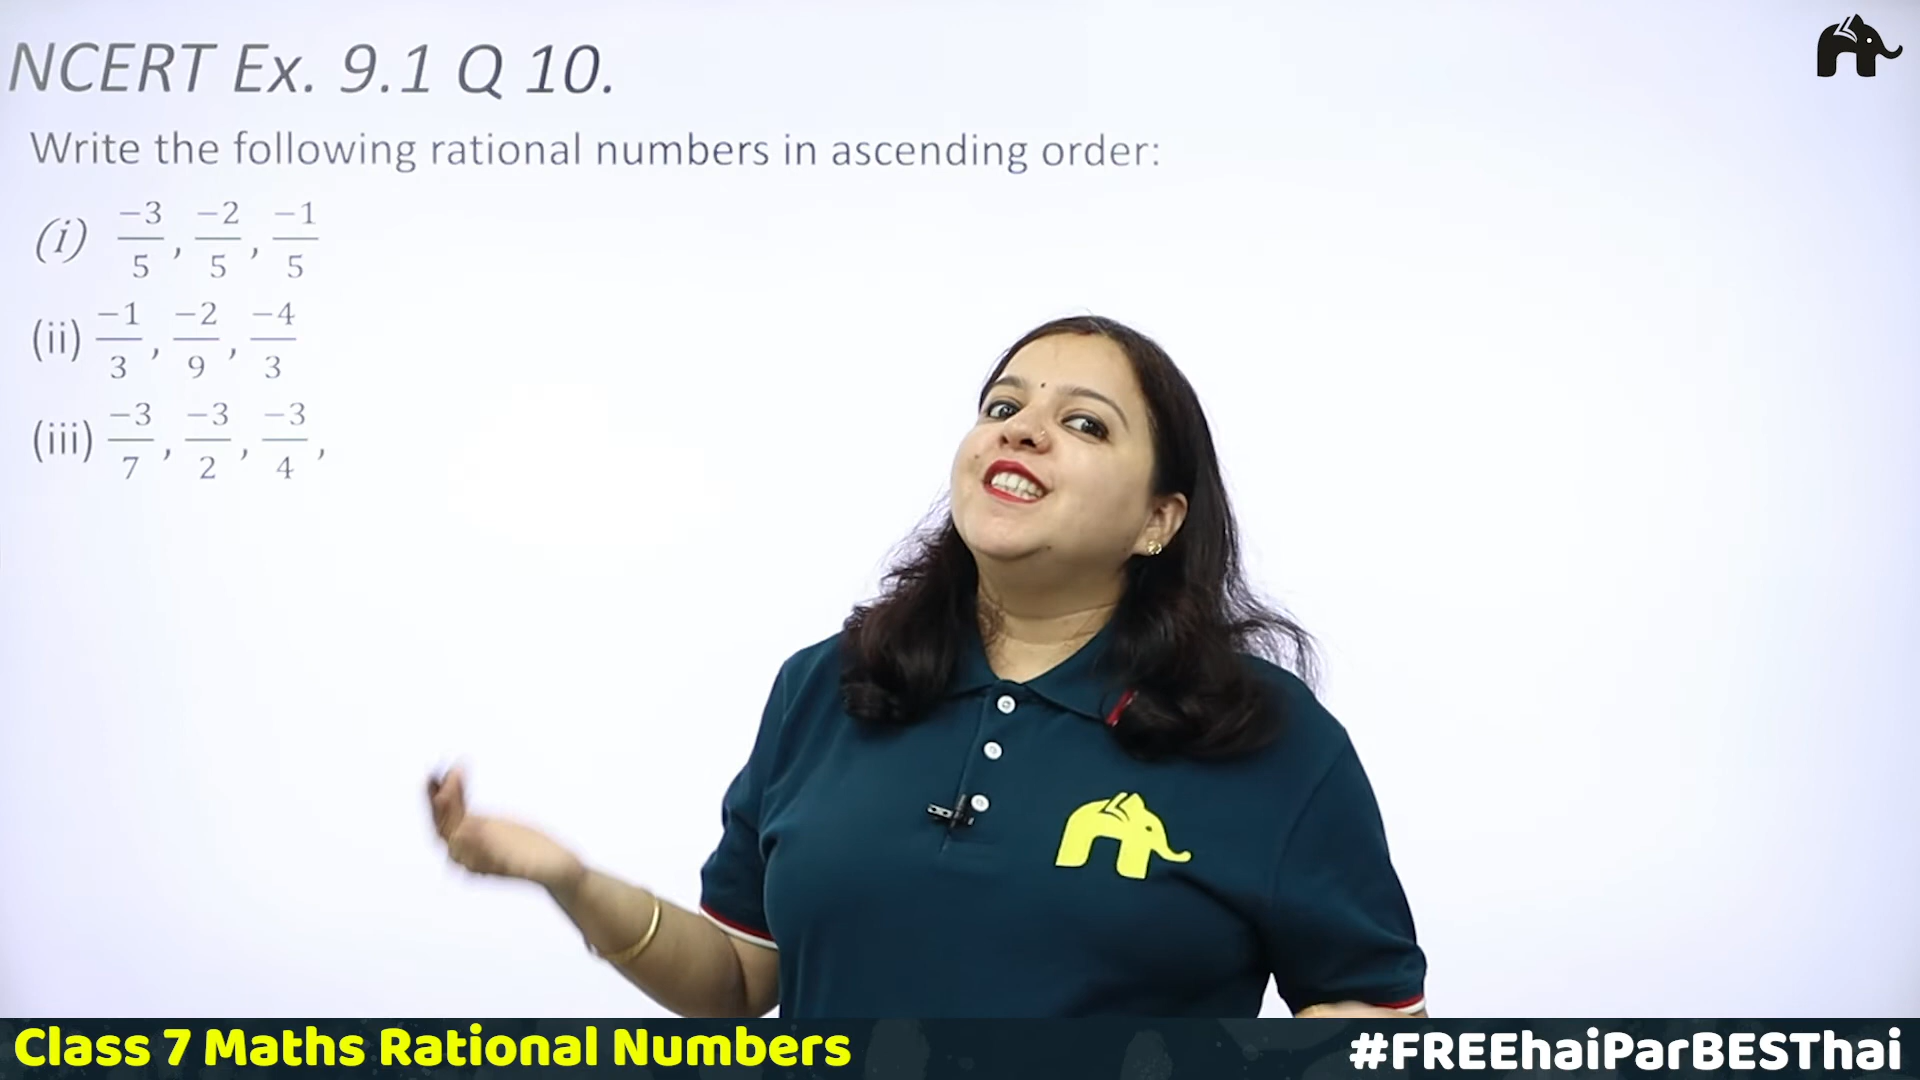 NCERT Ex. 9.1 Q 10.
Write the following rational numbers in ascending order:
(i) −3/5, −2/5, −1/5
(ii) −1/3, −2/9, −4/3
(iii) −3/7, −3/2, −3/4,
Class 7 Maths Rational Numbers
#FREEhaiParBESThai